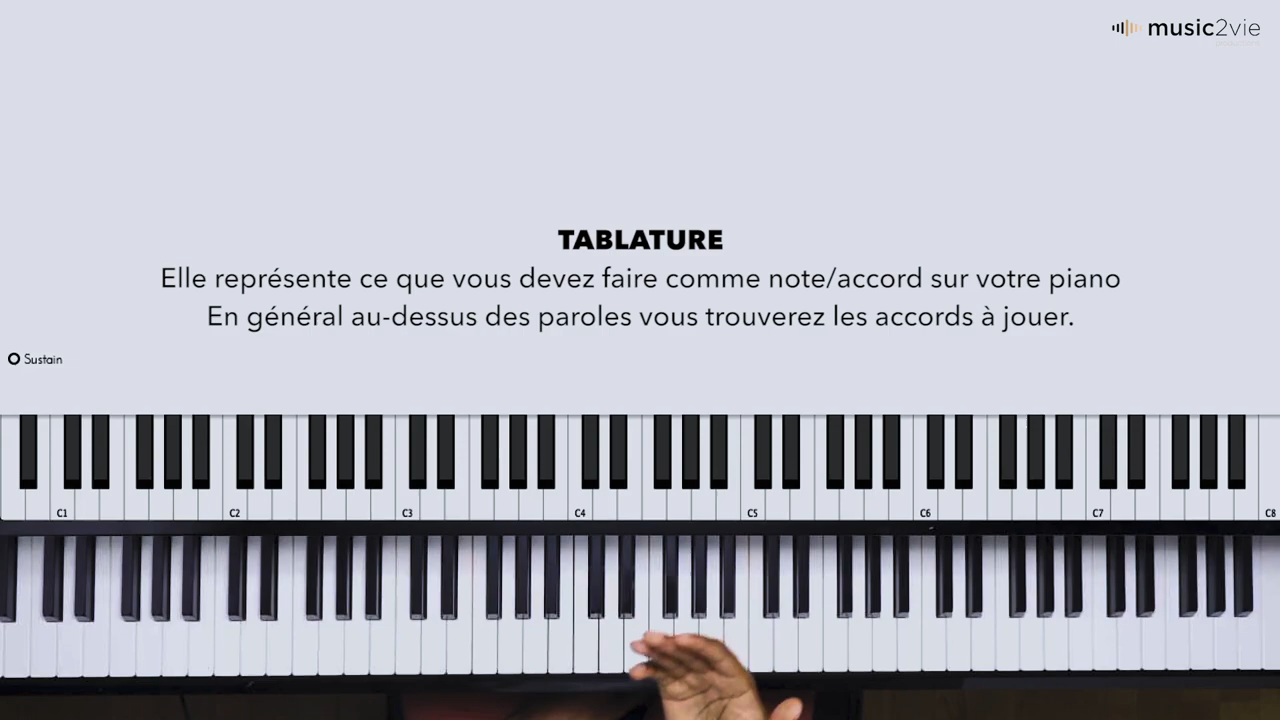 music2vie
TABLATURE
Elle représente ce que vous devez faire comme note/accord sur votre piano
En général au-dessus des paroles vous trouverez les accords à jouer.
Sustain
C1 C2 C3 C4 C5 C6 C7 C8